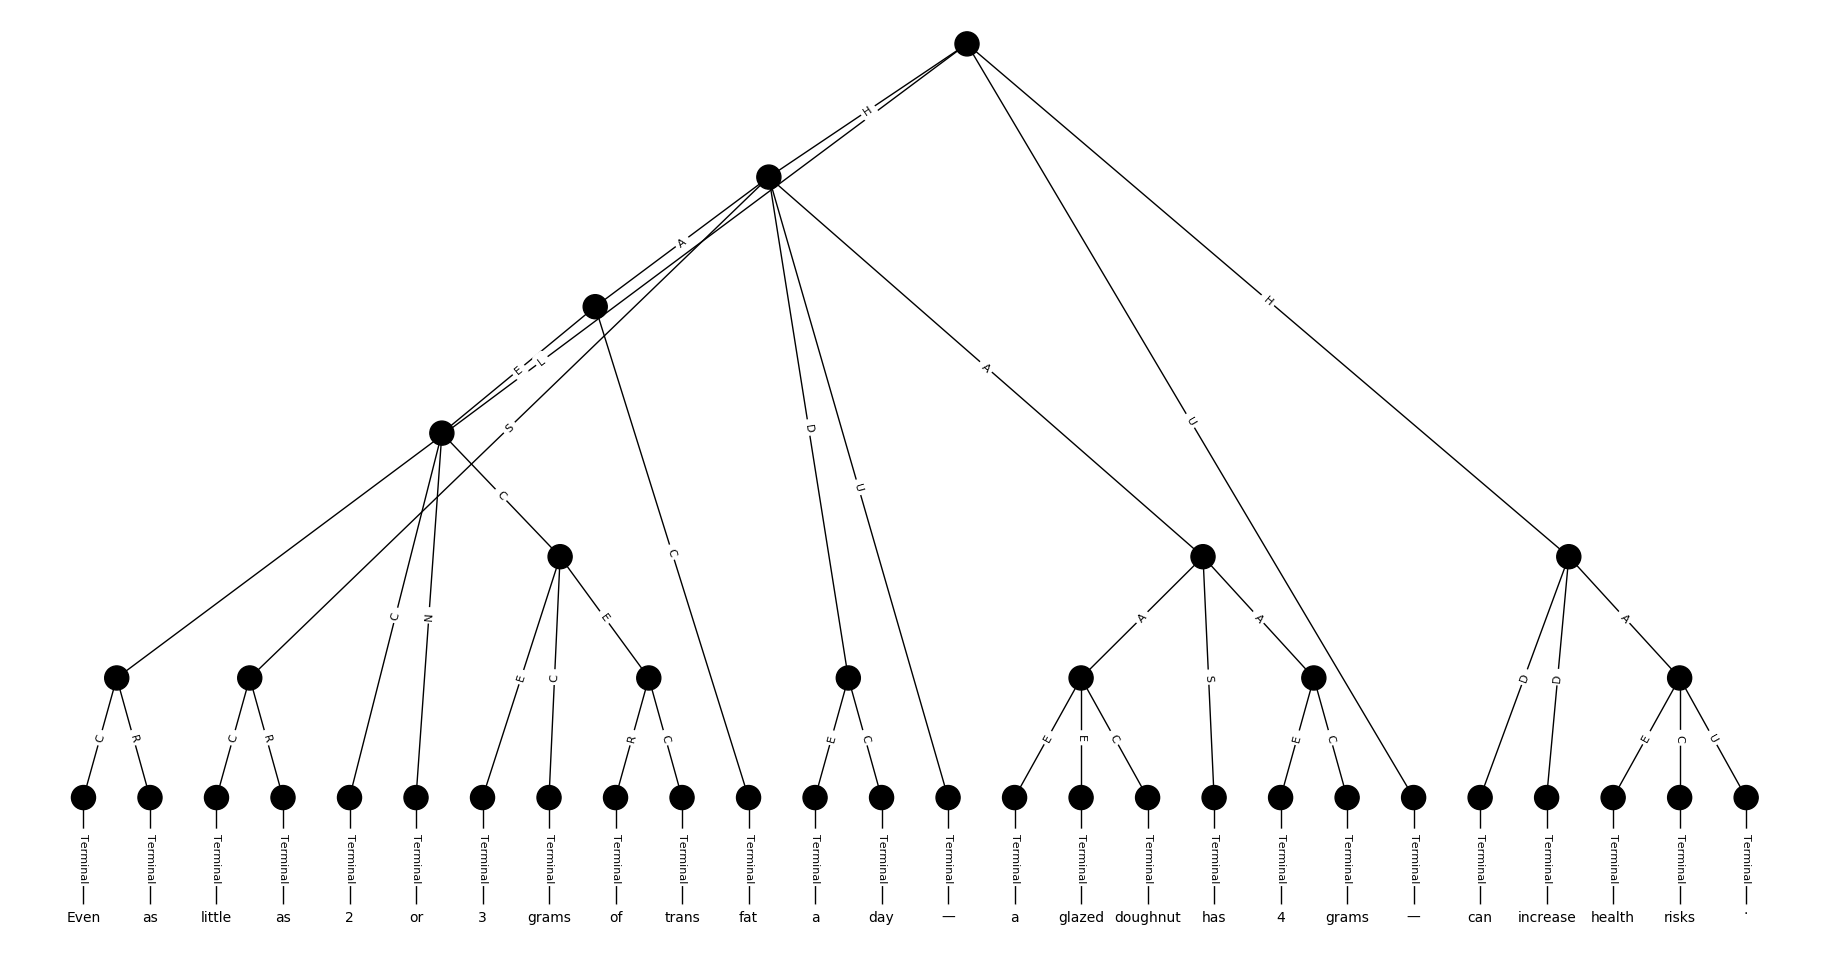 H
A
H
E L
A
U
S
D
C
U
C
C N
E
A A
A
E C
S
D D
C R
C R
R C
E C
E E C
E C
E C U
Terminal Terminal Terminal Terminal Terminal Terminal Terminal Terminal Terminal Terminal Terminal Terminal Terminal Terminal Terminal Terminal Terminal Terminal Terminal Terminal Terminal Terminal Terminal Terminal Terminal Terminal
Even as little as 2 or 3 grams of trans fat a day — a glazed doughnut has 4 grams — can increase health risks .